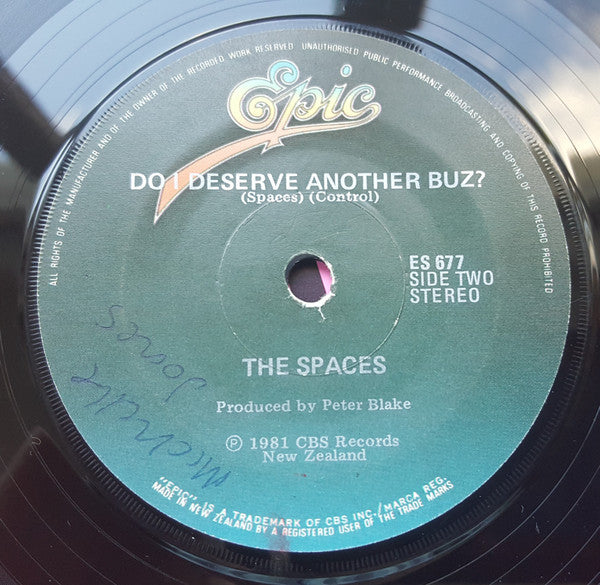 ALL RIGHTS OF THE MANUFACTURER AND OF THE OWNER OF THE RECORDED WORK RESERVED UNAUTHORISED PUBLIC PERFORMANCE BROADCASTING AND COPYING OF THIS RECORD PROHIBITED
Epic
DO I DESERVE ANOTHER BUZ?
(Spaces) (Control)
ES 677
SIDE TWO
STEREO
THE SPACES
Produced by Peter Blake
Ⓟ 1981 CBS Records
New Zealand
Michelle
Jones
"EPIC" IS A TRADEMARK OF CBS INC./MARCA REG.
MADE IN NEW ZEALAND BY A REGISTERED USER OF THE TRADE MARKS